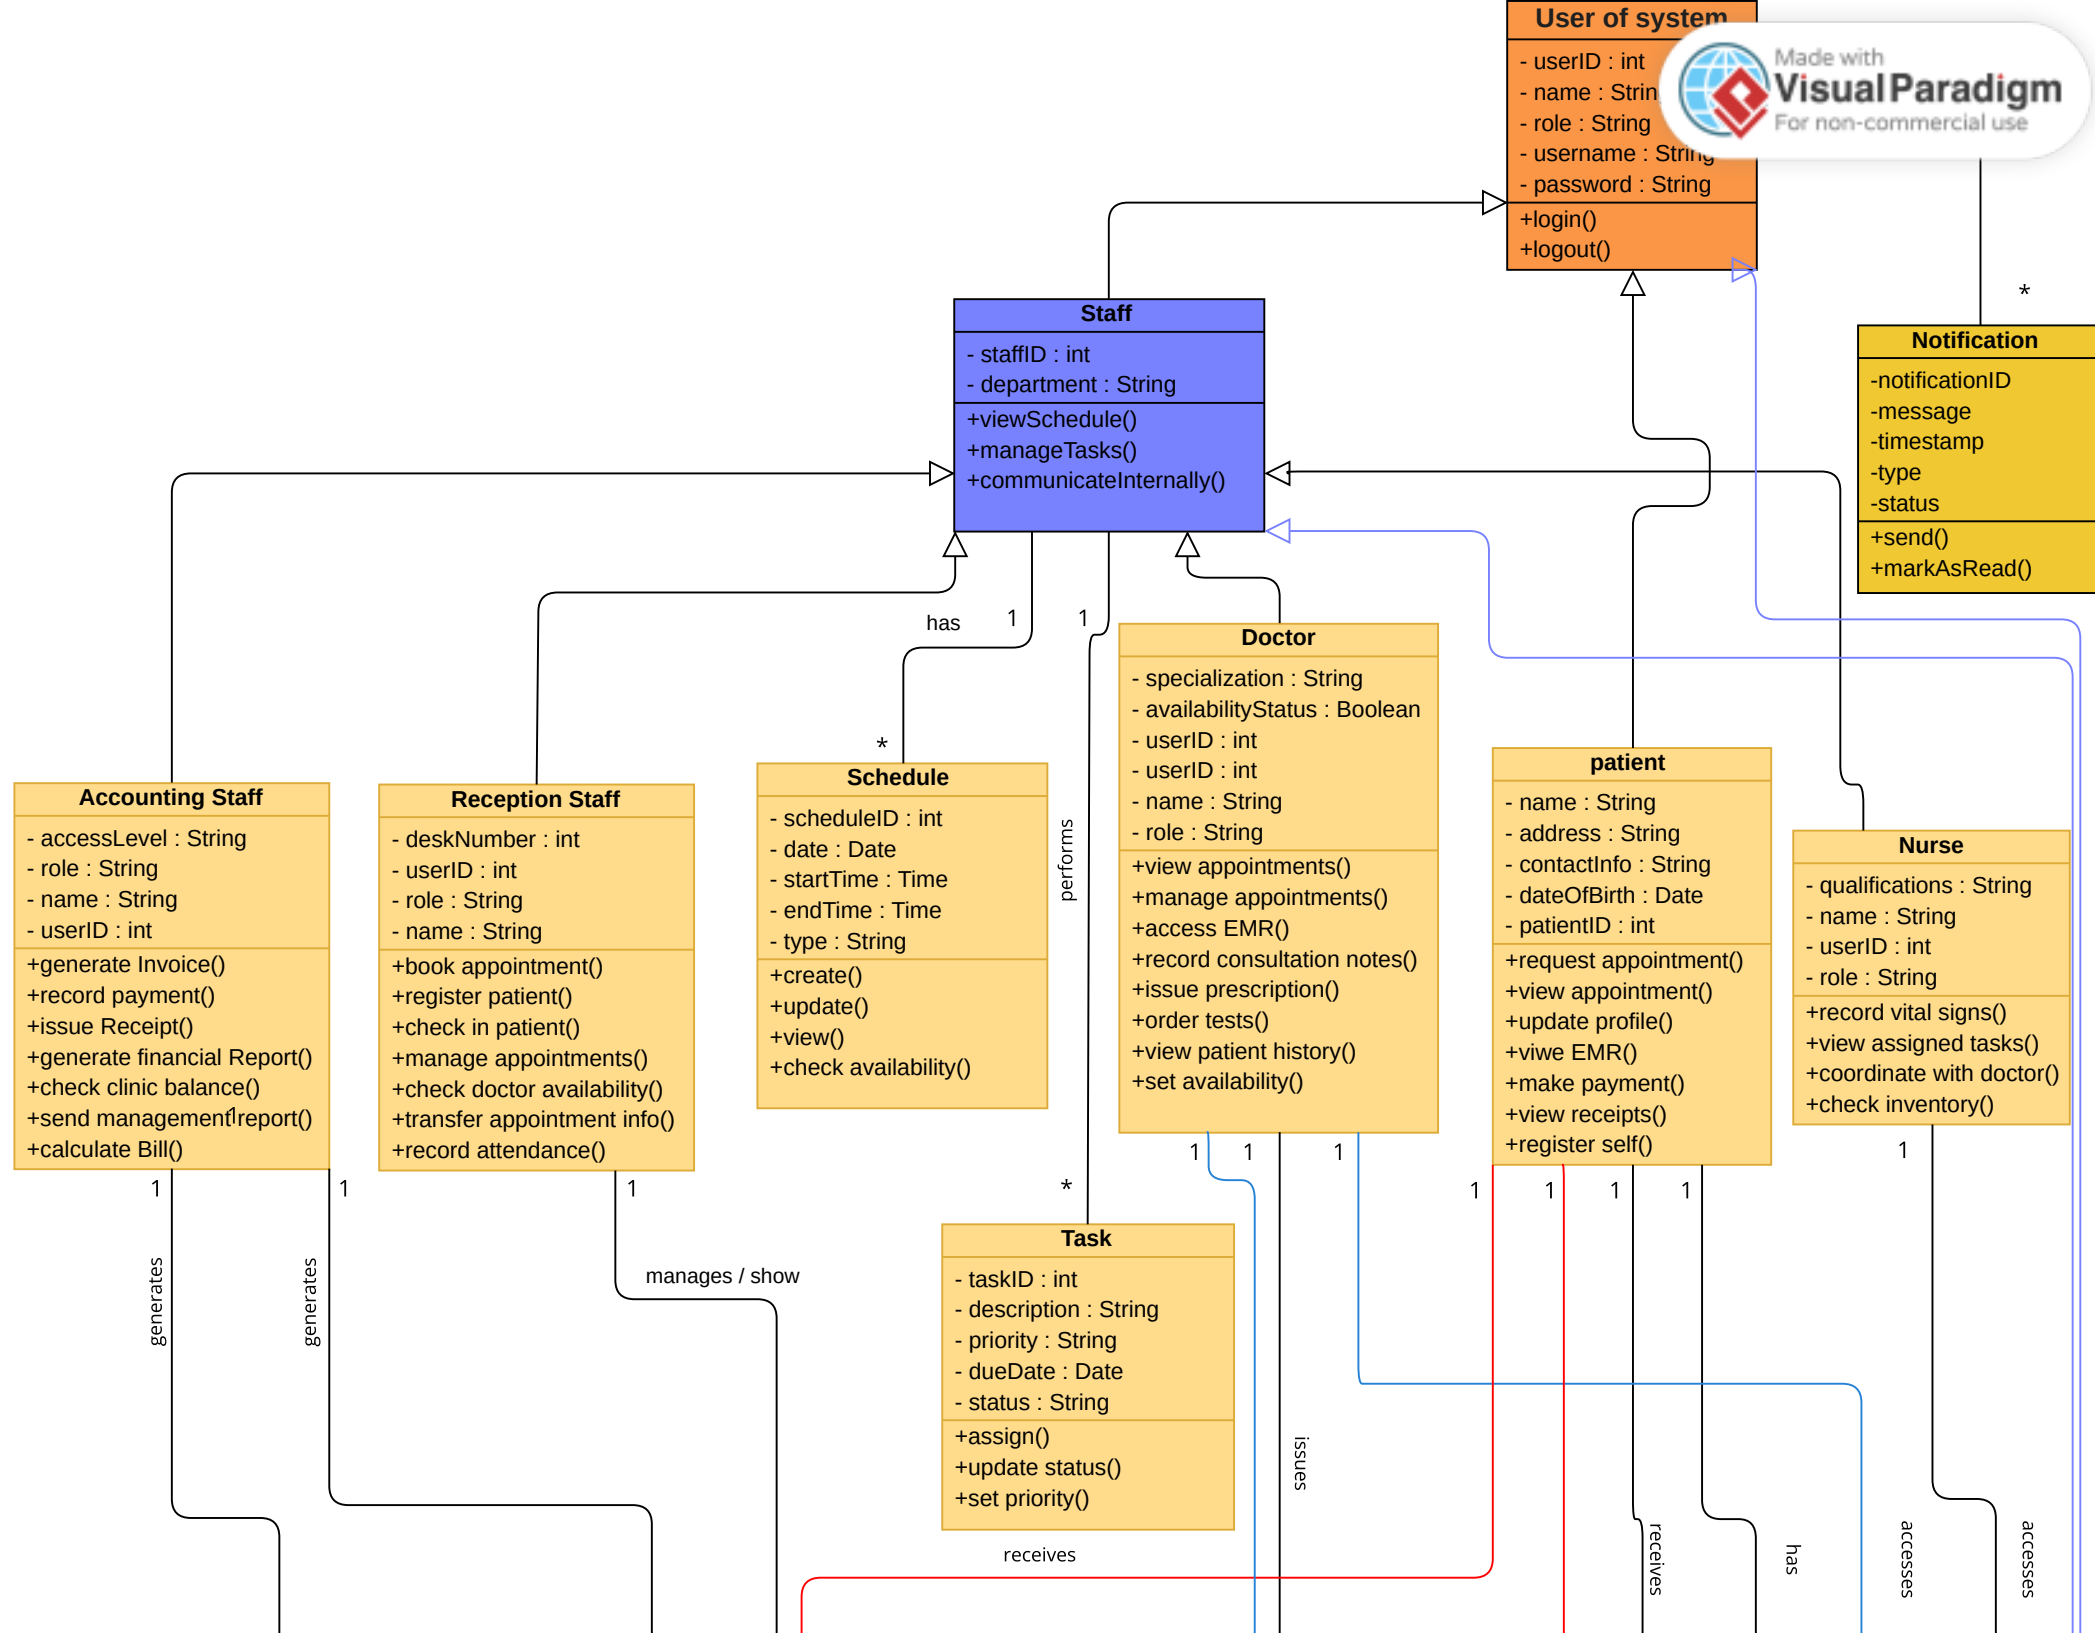 User of system
- userID : int
- name : Strin
- role : String
- username : String
- password : String
+login()
+logout()
Made with
Visual Paradigm
For non-commercial use
*
Notification
-notificationID
-message
-timestamp
-type
-status
+send()
+markAsRead()
Staff
- staffID : int
- department : String
+viewSchedule()
+manageTasks()
+communicateInternally()
has
1
1
*
performs
*
Accounting Staff
- accessLevel : String
- role : String
- name : String
- userID : int
+generate Invoice()
+record payment()
+issue Receipt()
+generate financial Report()
+check clinic balance()
+send management report()
1
+calculate Bill()
Reception Staff
- deskNumber : int
- userID : int
- role : String
- name : String
+book appointment()
+register patient()
+check in patient()
+manage appointments()
+check doctor availability()
+transfer appointment info()
+record attendance()
Schedule
- scheduleID : int
- date : Date
- startTime : Time
- endTime : Time
- type : String
+create()
+update()
+view()
+check availability()
Doctor
- specialization : String
- availabilityStatus : Boolean
- userID : int
- userID : int
- name : String
- role : String
+view appointments()
+manage appointments()
+access EMR()
+record consultation notes()
+issue prescription()
+order tests()
+view patient history()
+set availability()
patient
- name : String
- address : String
- contactInfo : String
- dateOfBirth : Date
- patientID : int
+request appointment()
+view appointment()
+update profile()
+viwe EMR()
+make payment()
+view receipts()
+register self()
Nurse
- qualifications : String
- name : String
- userID : int
- role : String
+record vital signs()
+view assigned tasks()
+coordinate with doctor()
+check inventory()
1
1
1
1
1
1
1
1
1
1
1
generates
generates
manages / show
Task
- taskID : int
- description : String
- priority : String
- dueDate : Date
- status : String
+assign()
+update status()
+set priority()
issues
receives
receives
has
accesses
accesses